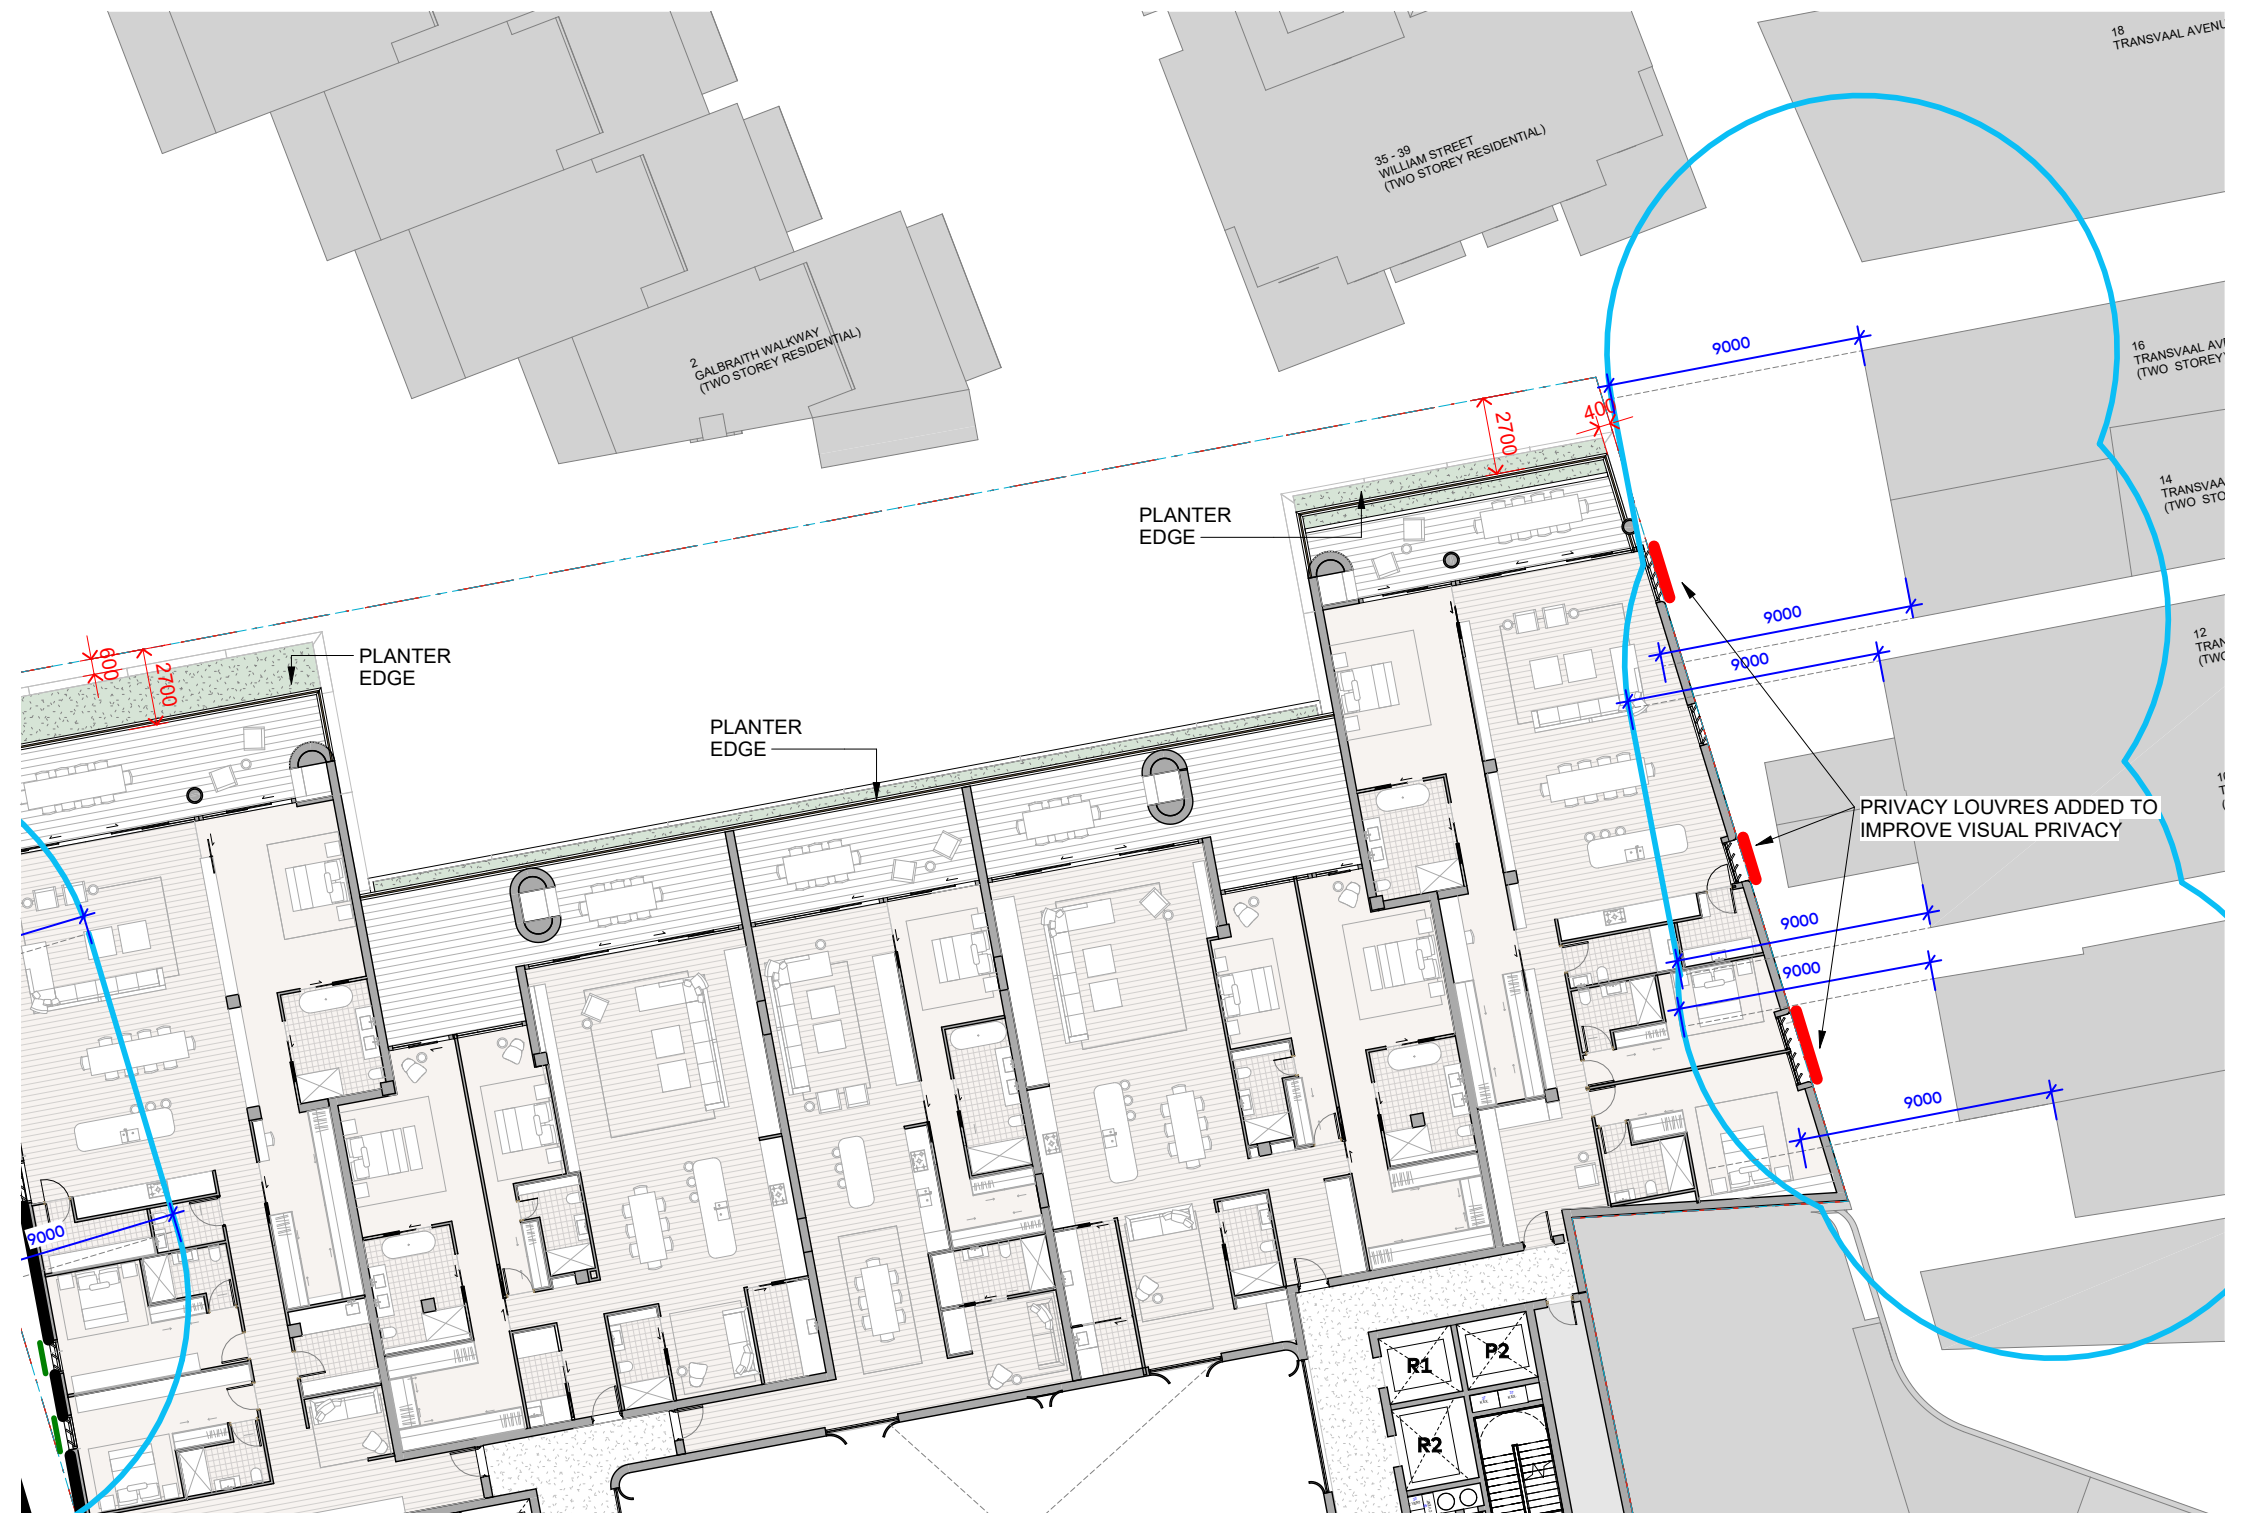 18
TRANSVAAL AVENU
35 - 39
WILLIAM STREET
(TWO STOREY RESIDENTIAL)
2
GALBRAITH WALKWAY
(TWO STOREY RESIDENTIAL)
9000
16
TRANSVAAL AV
(TWO STOREY)
400
2700
14
TRANSVAA
(TWO STO
PLANTER
EDGE
9000
12
TRAN
(TWO
9000
PLANTER
EDGE
600
2700
PLANTER
EDGE
10
T
(
PRIVACY LOUVRES ADDED TO
IMPROVE VISUAL PRIVACY
9000
9000
9000
9000
R1
P2
R2